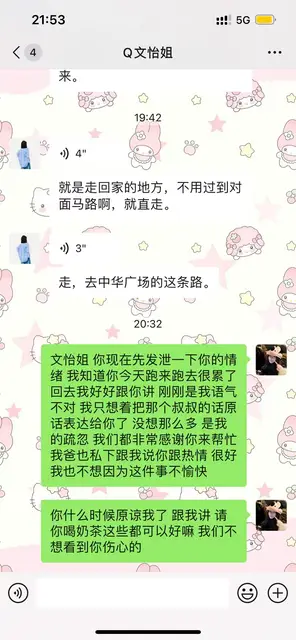 21:53
5G
4
Q文怡姐
来。
19:42
4"
就是走回家的地方，不用过到对
面马路啊，就直走。
3"
走，去中华广场的这条路。
20:32
文怡姐 你现在先发泄一下你的情
绪 我知道你今天跑来跑去很累了
回去我好好跟你讲 刚刚是我语气
不对 我只想着把那个叔叔的话原
话表达给你了 没想那么多 是我
的疏忽 我们都非常感谢你来帮忙
我爸也私下跟我说你跟热情 很好
我也不想因为这件事不愉快
你什么时候原谅我了 跟我讲 请
你喝奶茶这些都可以好嘛 我们不
想看到你伤心的